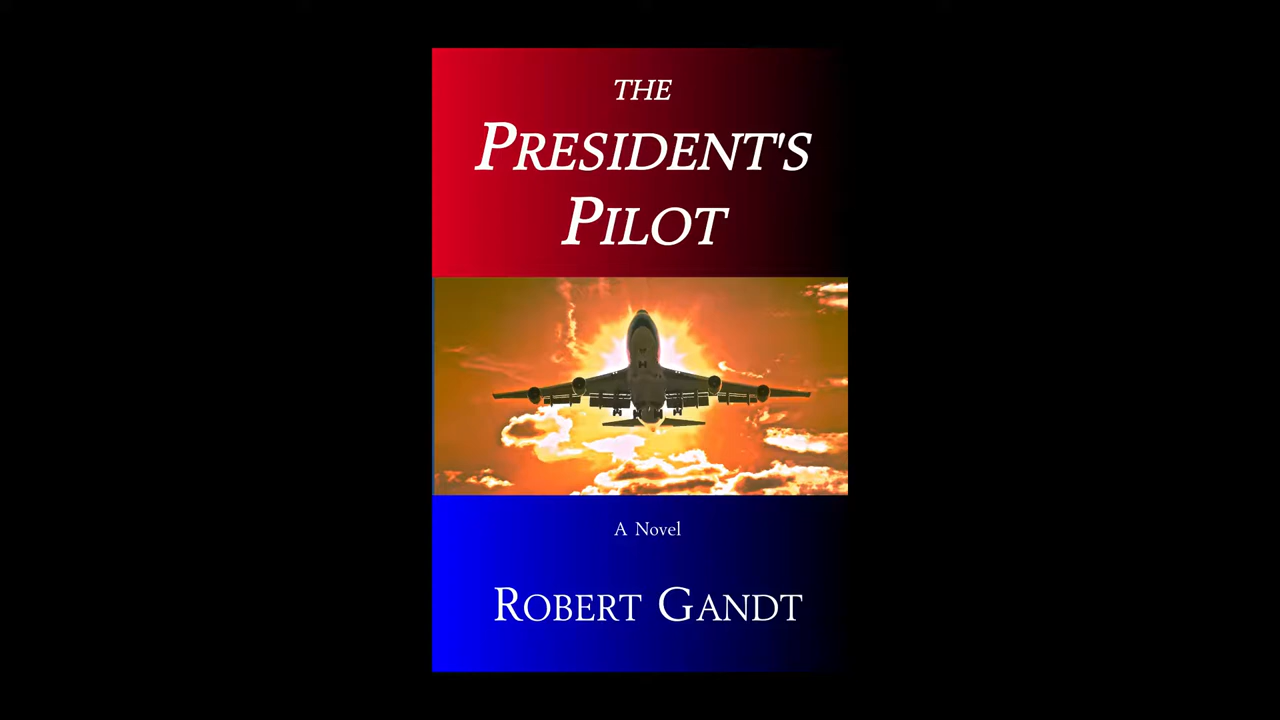 THE
PRESIDENT'S
PILOT
A Novel
ROBERT GANDT